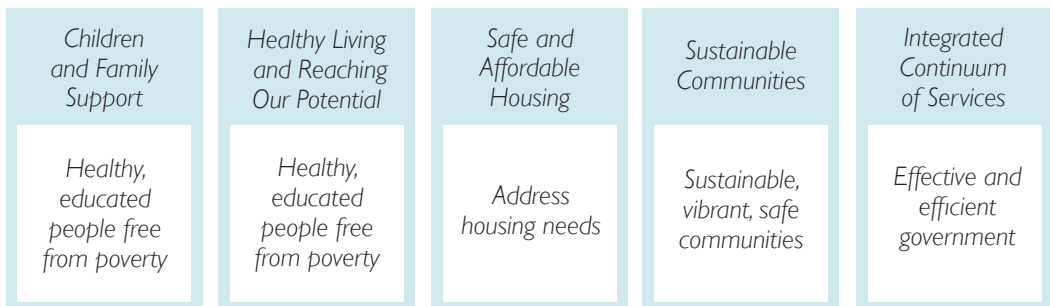 Children
and Family
Support
Healthy,
educated
people free
from poverty
Healthy Living
and Reaching
Our Potential
Healthy,
educated
people free
from poverty
Safe and
Affordable
Housing
Address
housing needs
Sustainable
Communities
Sustainable,
vibrant, safe
communities
Integrated
Continuum
of Services
Effective and
efficient
government